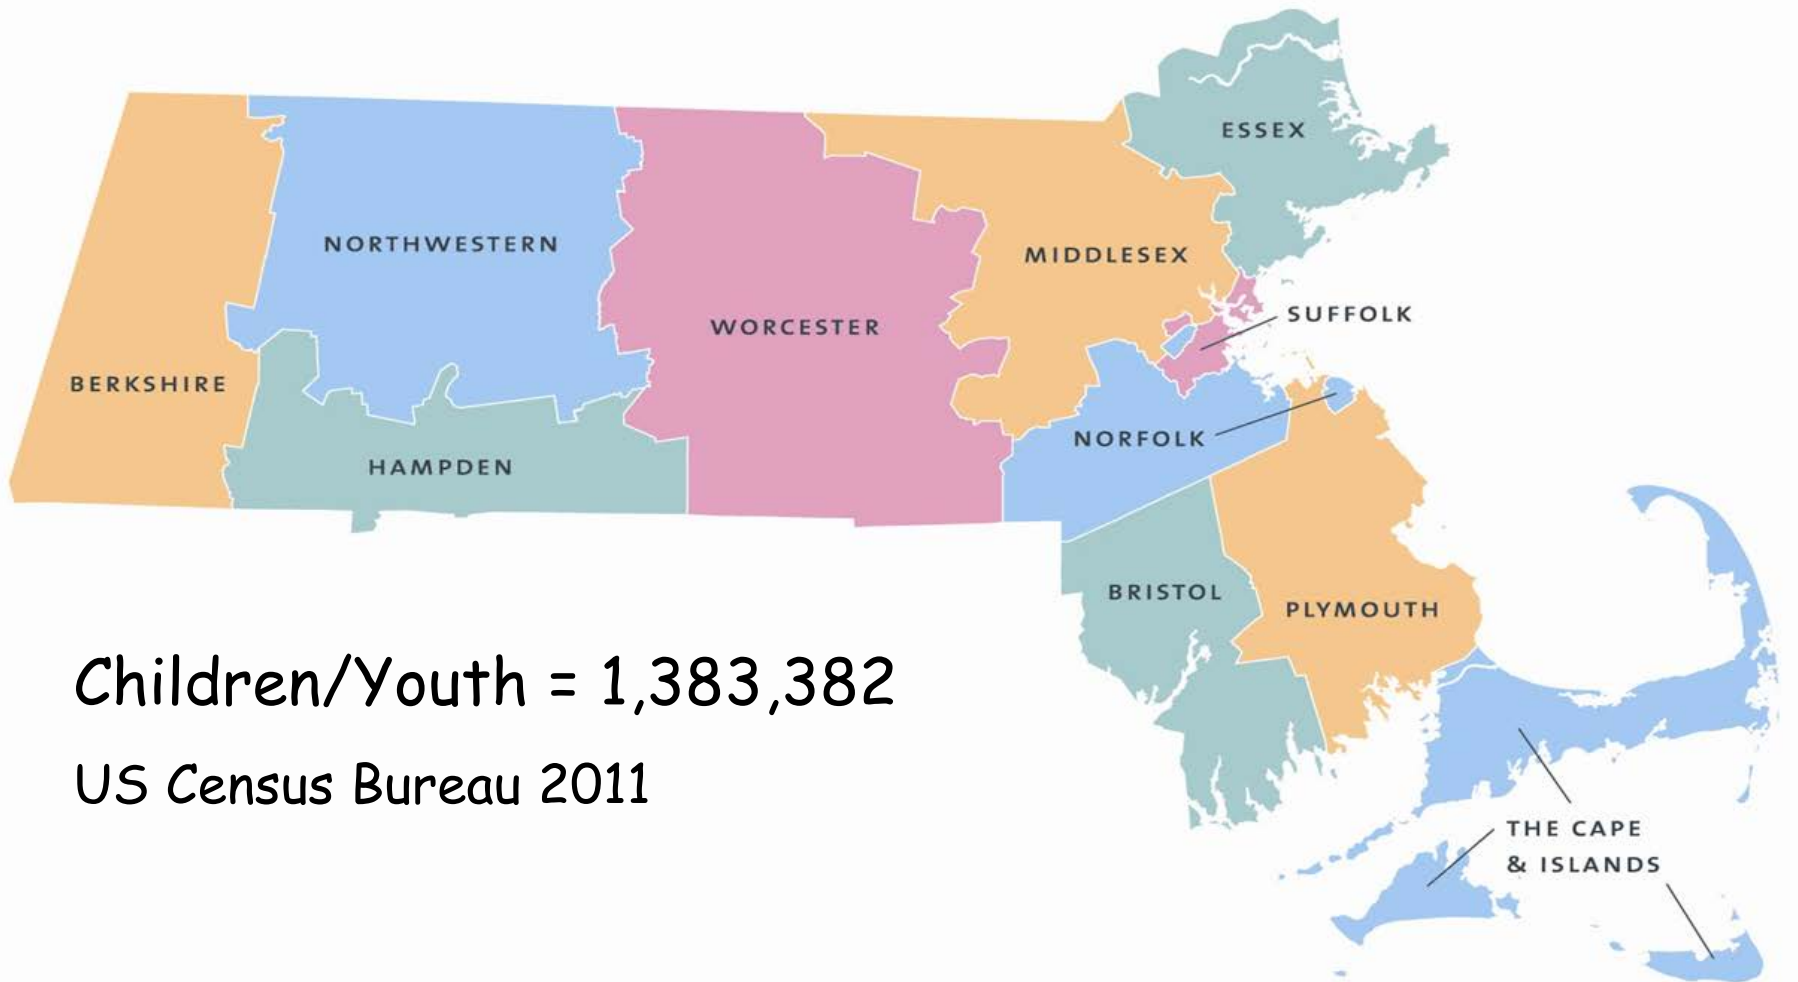 ESSEX
NORTHWESTERN
MIDDLESEX
SUFFOLK
WORCESTER
BERKSHIRE
NORFOLK
HAMPDEN
BRISTOL
PLYMOUTH
Children/Youth = 1,383,382
US Census Bureau 2011
THE CAPE
& ISLANDS